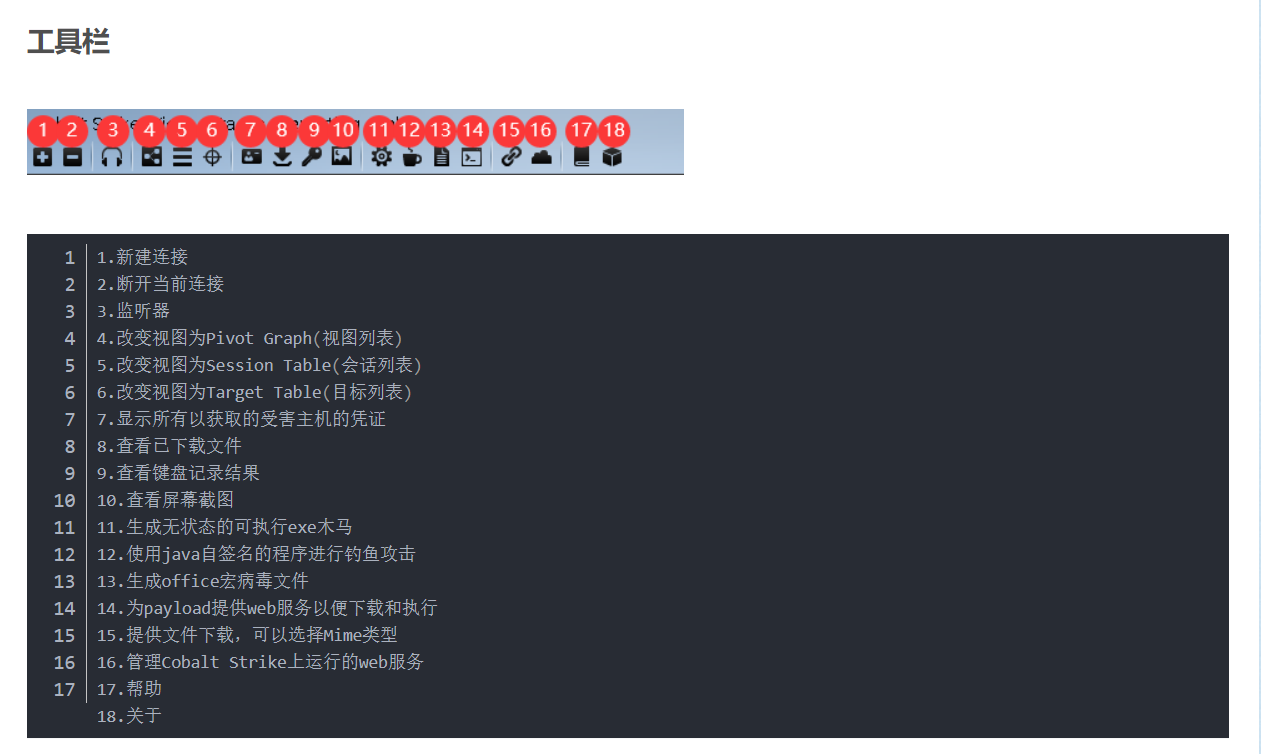 工具栏
1 2 3 4 5 6 7 8 9 10 11 12 13 14 15 16 17 18
1 1.新建连接
2 2.断开当前连接
3 3.监听器
4 4.改变视图为Pivot Graph(视图列表)
5 5.改变视图为Session Table(会话列表)
6 6.改变视图为Target Table(目标列表)
7 7.显示所有以获取的受害主机的凭证
8 8.查看已下载文件
9 9.查看键盘记录结果
10 10.查看屏幕截图
11 11.生成无状态的可执行exe木马
12 12.使用java自签名的程序进行钓鱼攻击
13 13.生成office宏病毒文件
14 14.为payload提供web服务以便下载和执行
15 15.提供文件下载，可以选择Mime类型
16 16.管理Cobalt Strike上运行的web服务
17 17.帮助
18.关于